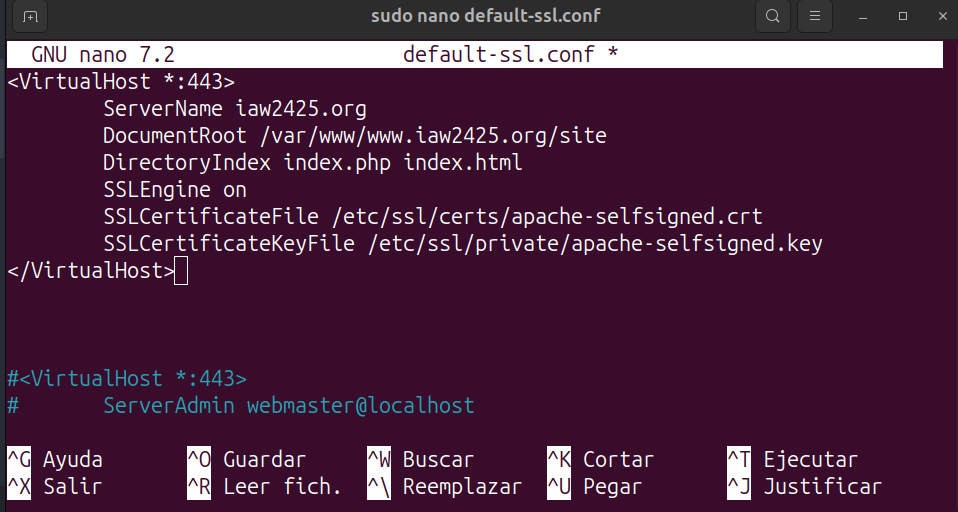 sudo nano default-ssl.conf
GNU nano 7.2 default-ssl.conf *
<VirtualHost *:443>
ServerName iaw2425.org
DocumentRoot /var/www/www.iaw2425.org/site
DirectoryIndex index.php index.html
SSLEngine on
SSLCertificateFile /etc/ssl/certs/apache-selfsigned.crt
SSLCertificateKeyFile /etc/ssl/private/apache-selfsigned.key
</VirtualHost>
#<VirtualHost *:443>
# ServerAdmin webmaster@localhost
^G Ayuda ^O Guardar ^W Buscar ^K Cortar ^T Ejecutar
^X Salir ^R Leer fich. ^\ Reemplazar ^U Pegar ^J Justificar